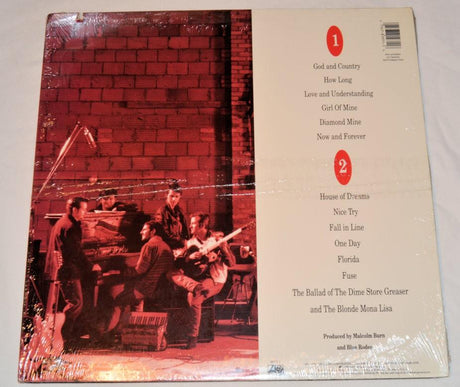 1
God and Country
How Long
Love and Understanding
Girl Of Mine
Diamond Mine
Now and Forever
2
House of Dreams
Nice Try
Fall in Line
One Day
Florida
Fuse
The Ballad of The Dime Store Greaser
and The Blonde Mona Lisa
Produced by Malcolm Burn
and Blue Rodeo